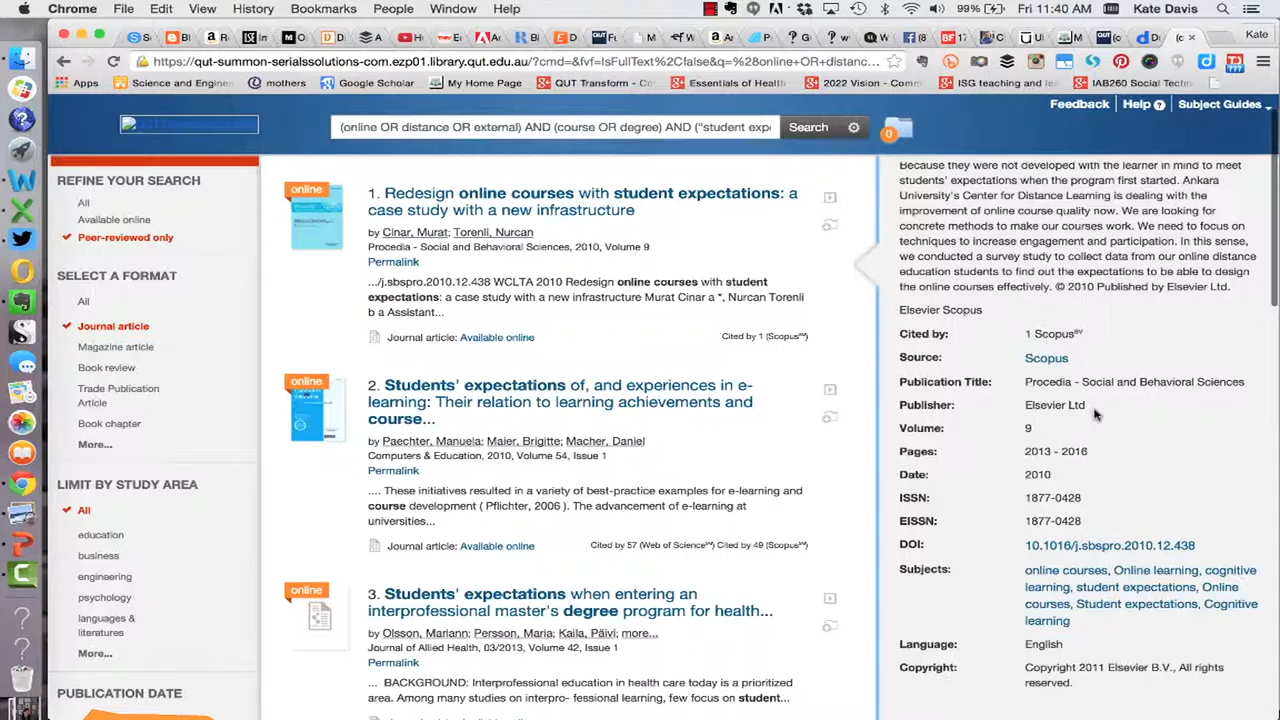 Chrome File Edit View History Bookmarks People Window Help 99% Fri 11:40 AM Kate Davis
Kate
https://qut-summon-serialssolutions-com.ezp01.library.qut.edu.au/?cmd=&fvf=IsFullText%2Cfalse&q=%28online+OR+distanc...
Apps Science and Engine mothers Google Scholar My Home Page QUT Transform - Co Essentials of Health 2022 Vision - Comm ISG teaching and lea IAB260 Social Techn
Feedback Help Subject Guides
(online OR distance OR external) AND (course OR degree) AND ("student expe
Search
0
REFINE YOUR SEARCH
All
Available online
Peer-reviewed only
SELECT A FORMAT
All
Journal article
Magazine article
Book review
Trade Publication
Article
Book chapter
More...
LIMIT BY STUDY AREA
All
education
business
engineering
psychology
languages &
literatures
More...
PUBLICATION DATE
online
1. Redesign online courses with student expectations: a
case study with a new infrastructure
by Cinar, Murat; Torenli, Nurcan
Procedia - Social and Behavioral Sciences, 2010, Volume 9
Permalink
.../j.sbspro.2010.12.438 WCLTA 2010 Redesign online courses with student
expectations: a case study with a new infrastructure Murat Cinar a *, Nurcan Torenli
b a Assistant...
Journal article: Available online Cited by 1 (Scopus℠)
online
2. Students' expectations of, and experiences in e-
learning: Their relation to learning achievements and
course...
by Paechter, Manuela; Maier, Brigitte; Macher, Daniel
Computers & Education, 2010, Volume 54, Issue 1
Permalink
.... These initiatives resulted in a variety of best-practice examples for e-learning and
course development ( Pflichter, 2006 ). The advancement of e-learning at
universities...
Journal article: Available online Cited by 57 (Web of Science℠) Cited by 49 (Scopus℠)
online
3. Students' expectations when entering an
interprofessional master's degree program for health...
by Olsson, Mariann; Persson, Maria; Kaila, Päivi; more...
Journal of Allied Health, 03/2013, Volume 42, Issue 1
Permalink
... BACKGROUND: Interprofessional education in health care today is a prioritized
area. Among many studies on interpro- fessional learning, few focus on student...
Because they were not developed with the learner in mind to meet
students' expectations when the program first started. Ankara
University's Center for Distance Learning is dealing with the
improvement of online course quality now. We are looking for
concrete methods to make our courses work. We need to focus on
techniques to increase engagement and participation. In this sense,
we conducted a survey study to collect data from our online distance
education students to find out the expectations to be able to design
the online courses effectively. © 2010 Published by Elsevier Ltd.
Elsevier Scopus
Cited by: 1 Scopus℠
Source: Scopus
Publication Title: Procedia - Social and Behavioral Sciences
Publisher: Elsevier Ltd
Volume: 9
Pages: 2013 - 2016
Date: 2010
ISSN: 1877-0428
EISSN: 1877-0428
DOI: 10.1016/j.sbspro.2010.12.438
Subjects: online courses, Online learning, cognitive
learning, student expectations, Online
courses, Student expectations, Cognitive
learning
Language: English
Copyright: Copyright 2011 Elsevier B.V., All rights
reserved.